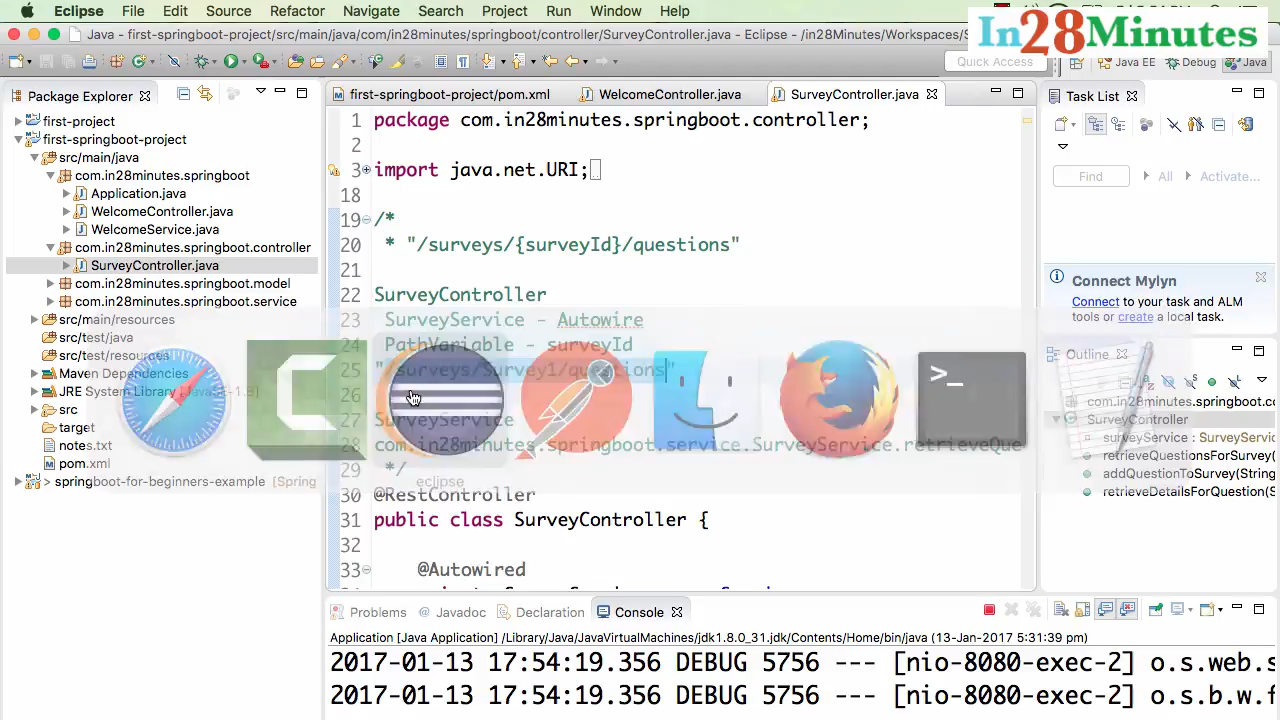 Eclipse File Edit Source Refactor Navigate Search Project Run Window Help
Java - first-springboot-project/src/main/java/com/in28minutes/springboot/controller/SurveyController.java - Eclipse - /in28Minutes/Workspaces/S
In28Minutes
Quick Access
Java EE Debug Java
Package Explorer
first-springboot-project/pom.xml WelcomeController.java SurveyController.java
Task List
first-project
first-springboot-project
src/main/java
com.in28minutes.springboot
Application.java
WelcomeController.java
WelcomeService.java
com.in28minutes.springboot.controller
SurveyController.java
com.in28minutes.springboot.model
com.in28minutes.springboot.service
src/main/resources
src/test/java
src/test/resources
Maven Dependencies
JRE System Library [JavaSE-1.8]
src
target
notes.txt
pom.xml
> springboot-for-beginners-example [Spring
1 package com.in28minutes.springboot.controller;
2
3 import java.net.URI;
18
19 /*
20 * "/surveys/{surveyId}/questions"
21
22 SurveyController
23 SurveyService - Autowire
24 PathVariable - surveyId
25 "/surveys/Survey1/questions"
26
27 SurveyService
28 com.in28minutes.springboot.service.SurveyService.retrieveQue
29 */
30 @RestController
31 public class SurveyController {
32
33 @Autowired
eclipse
>_
Find All Activate...
Connect Mylyn
Connect to your task and ALM
tools or create a local task.
Outline
com.in28minutes.springboot.
SurveyController
surveyService : SurveyServic
retrieveQuestionsForSurvey(
addQuestionToSurvey(String
retrieveDetailsForQuestion(S
Problems Javadoc Declaration Console
Application [Java Application] /Library/Java/JavaVirtualMachines/jdk1.8.0_31.jdk/Contents/Home/bin/java (13-Jan-2017 5:31:39 pm)
2017-01-13 17:54:19.356 DEBUG 5756 --- [nio-8080-exec-2] o.s.web.s
2017-01-13 17:54:19.356 DEBUG 5756 --- [nio-8080-exec-2] o.s.b.w.f